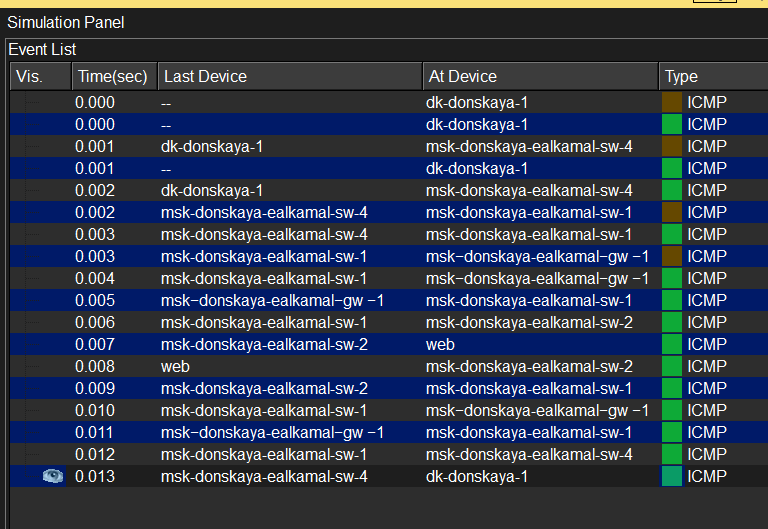 Simulation Panel
Event List
Vis. Time(sec) Last Device At Device Type
0.000 -- dk-donskaya-1 ICMP
0.000 -- dk-donskaya-1 ICMP
0.001 dk-donskaya-1 msk-donskaya-ealkamal-sw-4 ICMP
0.001 -- dk-donskaya-1 ICMP
0.002 dk-donskaya-1 msk-donskaya-ealkamal-sw-4 ICMP
0.002 msk-donskaya-ealkamal-sw-4 msk-donskaya-ealkamal-sw-1 ICMP
0.003 msk-donskaya-ealkamal-sw-4 msk-donskaya-ealkamal-sw-1 ICMP
0.003 msk-donskaya-ealkamal-sw-1 msk−donskaya−ealkamal−gw −1 ICMP
0.004 msk-donskaya-ealkamal-sw-1 msk−donskaya−ealkamal−gw −1 ICMP
0.005 msk−donskaya−ealkamal−gw −1 msk-donskaya-ealkamal-sw-1 ICMP
0.006 msk-donskaya-ealkamal-sw-1 msk-donskaya-ealkamal-sw-2 ICMP
0.007 msk-donskaya-ealkamal-sw-2 web ICMP
0.008 web msk-donskaya-ealkamal-sw-2 ICMP
0.009 msk-donskaya-ealkamal-sw-2 msk-donskaya-ealkamal-sw-1 ICMP
0.010 msk-donskaya-ealkamal-sw-1 msk−donskaya−ealkamal−gw −1 ICMP
0.011 msk−donskaya−ealkamal−gw −1 msk-donskaya-ealkamal-sw-1 ICMP
0.012 msk-donskaya-ealkamal-sw-1 msk-donskaya-ealkamal-sw-4 ICMP
0.013 msk-donskaya-ealkamal-sw-4 dk-donskaya-1 ICMP